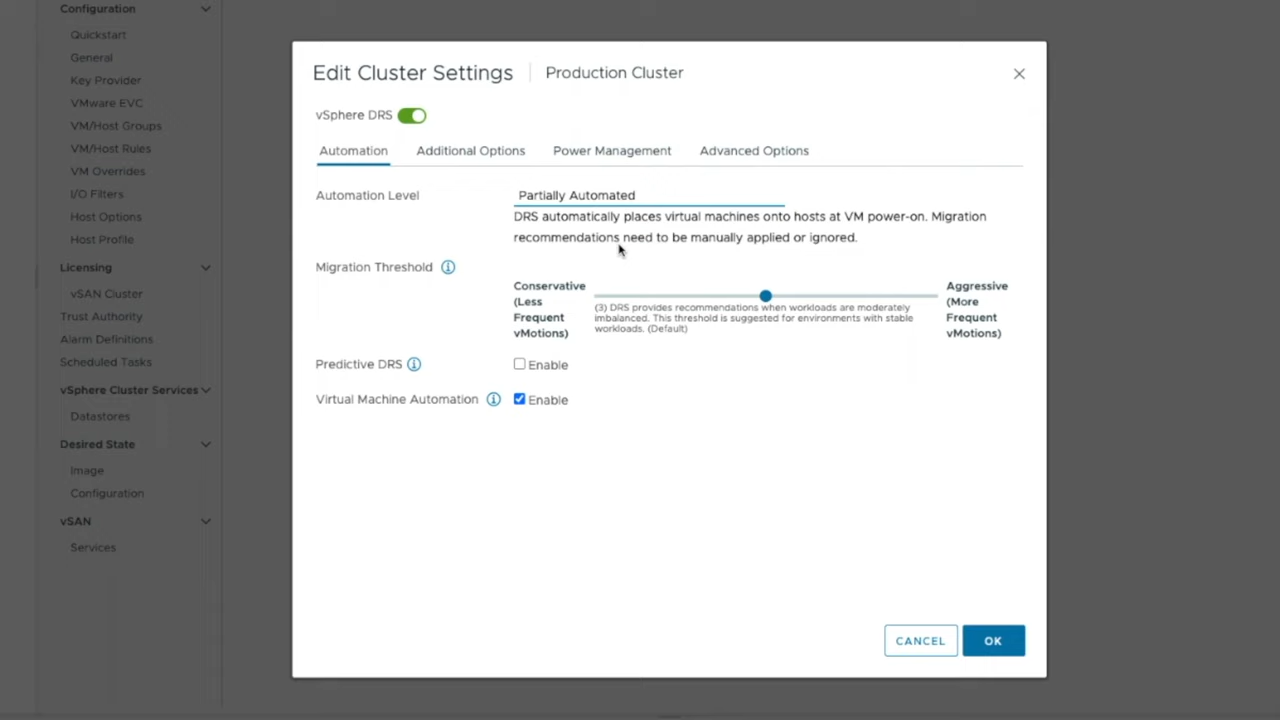 Configuration
Quickstart
General
Key Provider
VMware EVC
VM/Host Groups
VM/Host Rules
VM Overrides
I/O Filters
Host Options
Host Profile
Licensing
vSAN Cluster
Trust Authority
Alarm Definitions
Scheduled Tasks
vSphere Cluster Services
Datastores
Desired State
Image
Configuration
vSAN
Services
Edit Cluster Settings
Production Cluster
vSphere DRS
Automation
Additional Options
Power Management
Advanced Options
Automation Level
Partially Automated
DRS automatically places virtual machines onto hosts at VM power-on. Migration
recommendations need to be manually applied or ignored.
Migration Threshold
Conservative
(Less
Frequent
vMotions)
(3) DRS provides recommendations when workloads are moderately
imbalanced. This threshold is suggested for environments with stable
workloads. (Default)
Aggressive
(More
Frequent
vMotions)
Predictive DRS
Enable
Virtual Machine Automation
Enable
CANCEL
OK